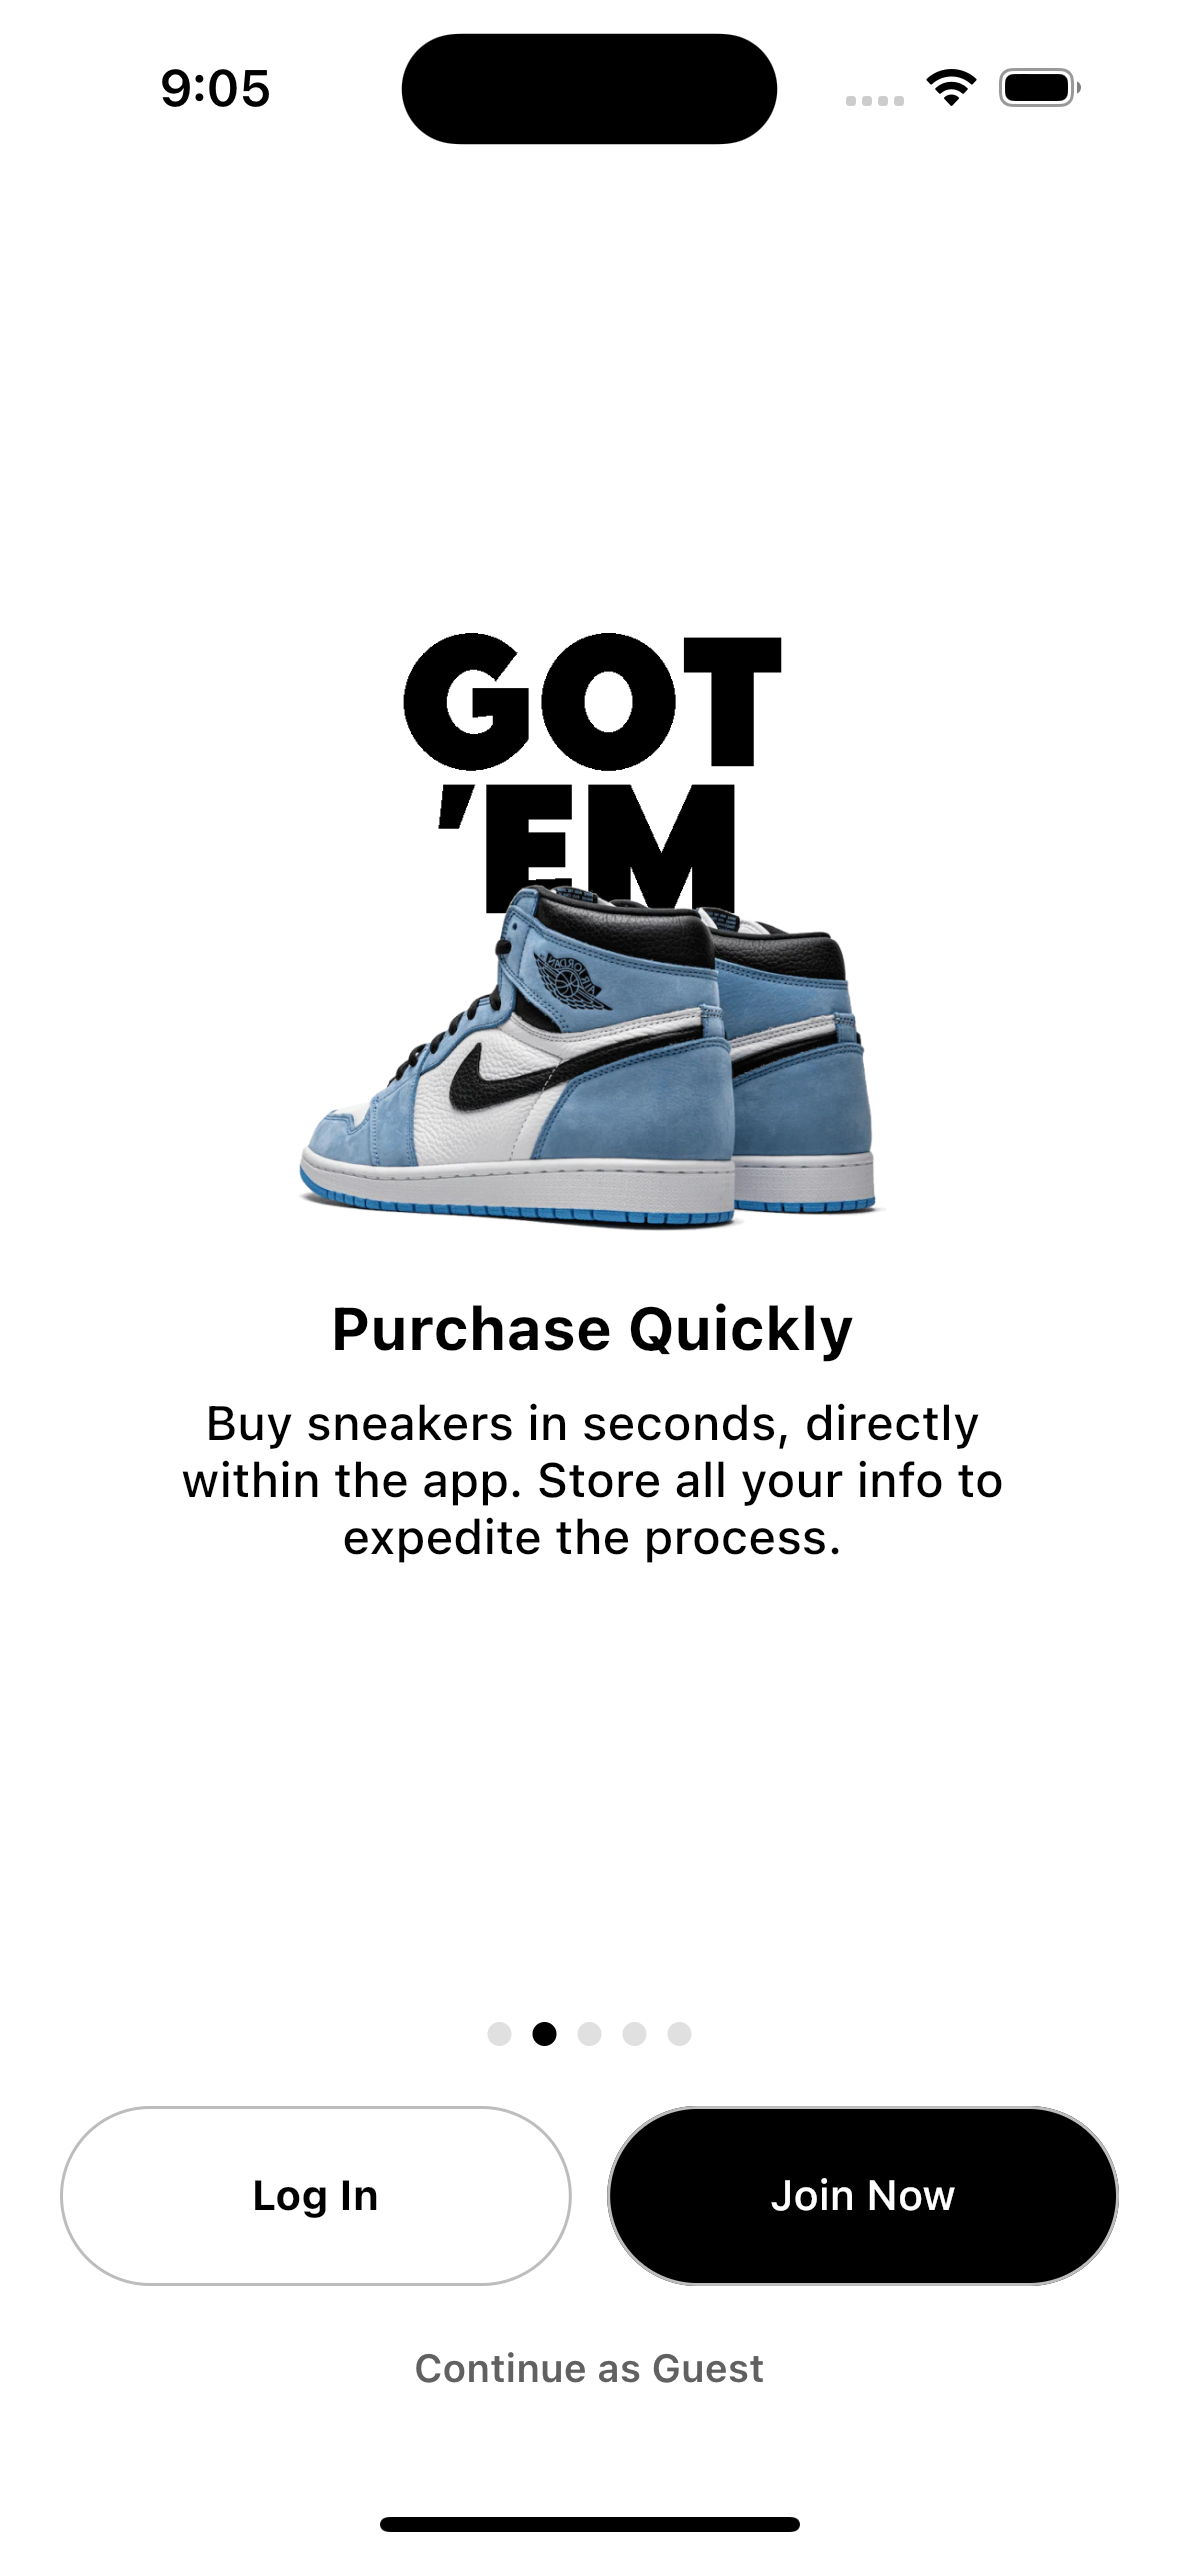 9:05
GOT
’EM
Purchase Quickly
Buy sneakers in seconds, directly
within the app. Store all your info to
expedite the process.
Log In
Join Now
Continue as Guest